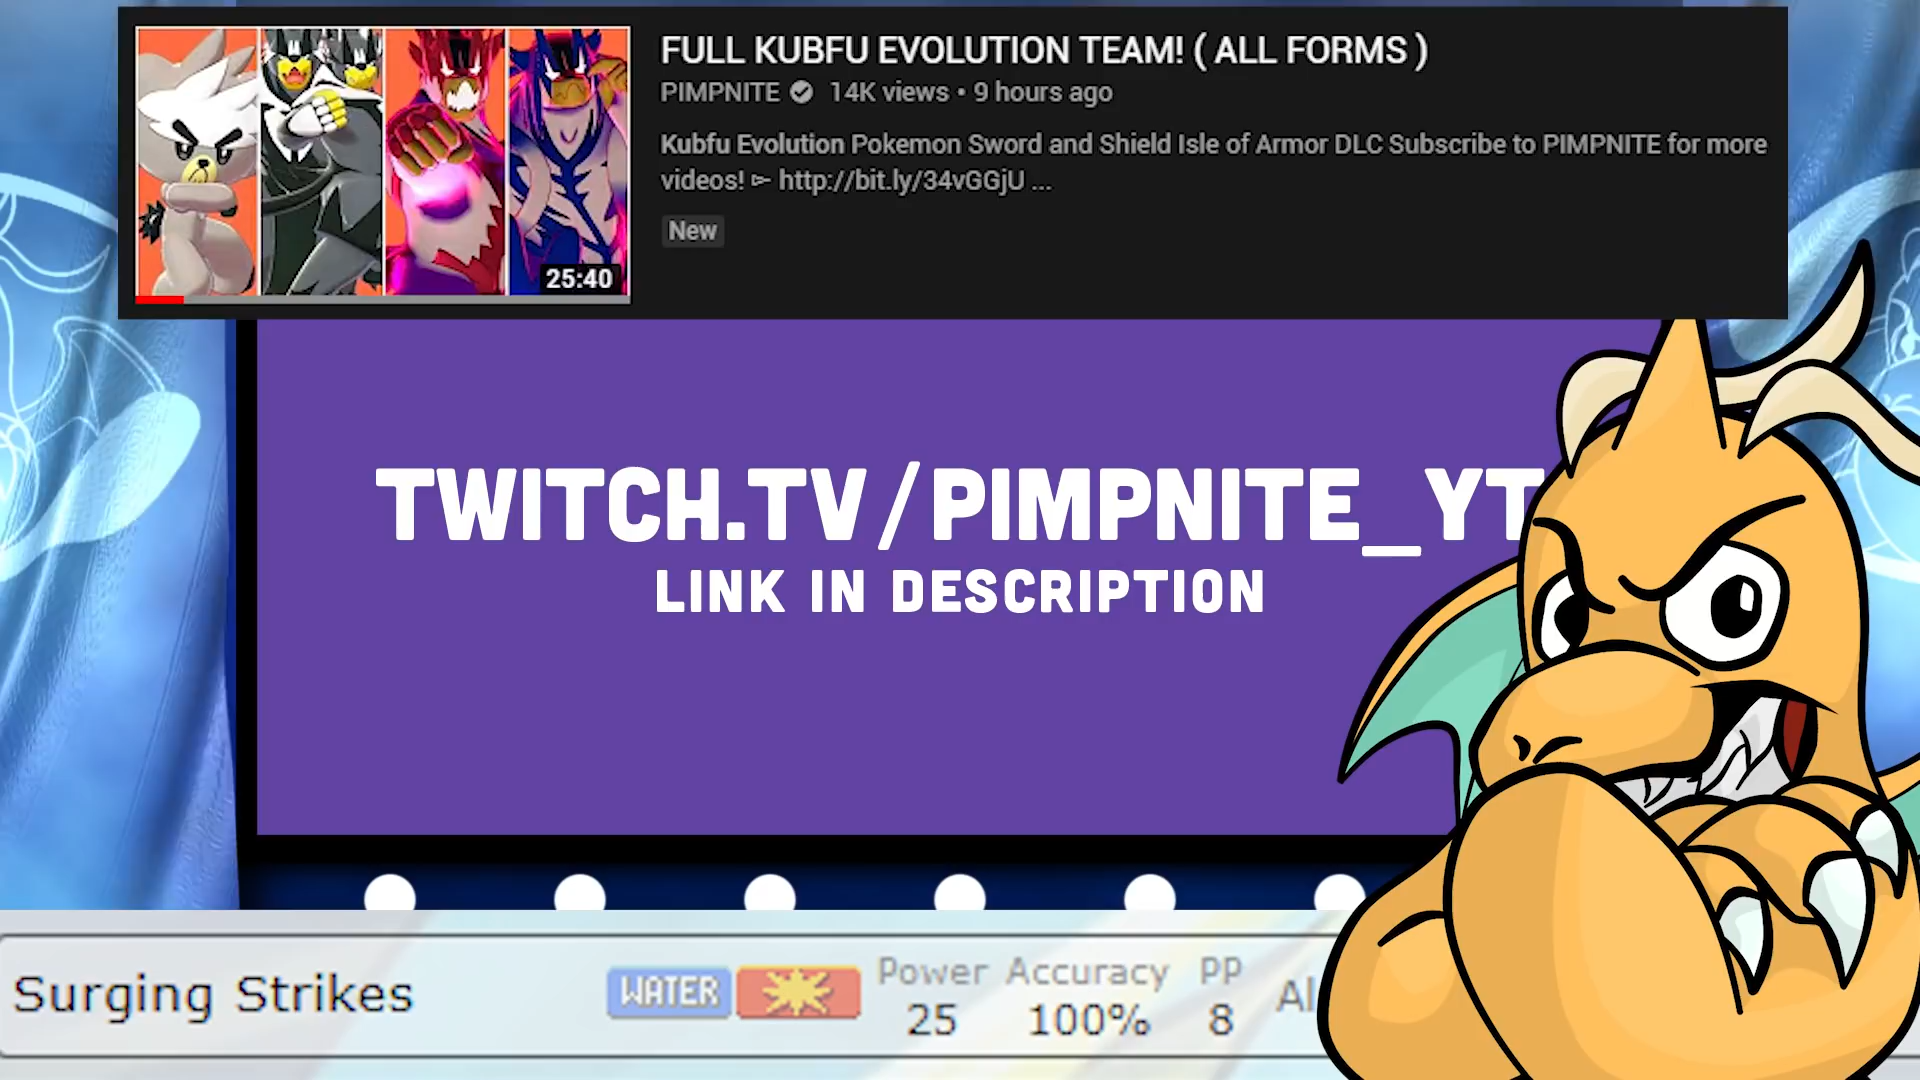 FULL KUBFU EVOLUTION TEAM! ( ALL FORMS )
PIMPNITE 14K views • 9 hours ago
Kubfu Evolution Pokemon Sword and Shield Isle of Armor DLC Subscribe to PIMPNITE for more
videos! ⌲ http://bit.ly/34vGGjU ...
New
25:40
TWITCH.TV/PIMPNITE_YT
LINK IN DESCRIPTION
Surging Strikes WATER Power Accuracy PP
25 100% 8